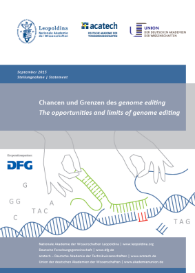 Leopoldina
Nationale Akademie
der Wissenschaften
acatech
DEUTSCHE AKADEMIE DER
TECHNIKWISSENSCHAFTEN
UNION
DER DEUTSCHEN AKADEMIEN
DER WISSENSCHAFTEN
September 2015
Stellungnahme | Statement
Chancen und Grenzen des genome editing
The opportunities and limits of genome editing
DFG
G
GG
A
C
TAC
TAG
G
Nationale Akademie der Wissenschaften Leopoldina | www.leopoldina.org
Deutsche Forschungsgemeinschaft | www.dfg.de
acatech – Deutsche Akademie der Technikwissenschaften | www.acatech.de
Union der deutschen Akademien der Wissenschaften | www.akademienunion.de